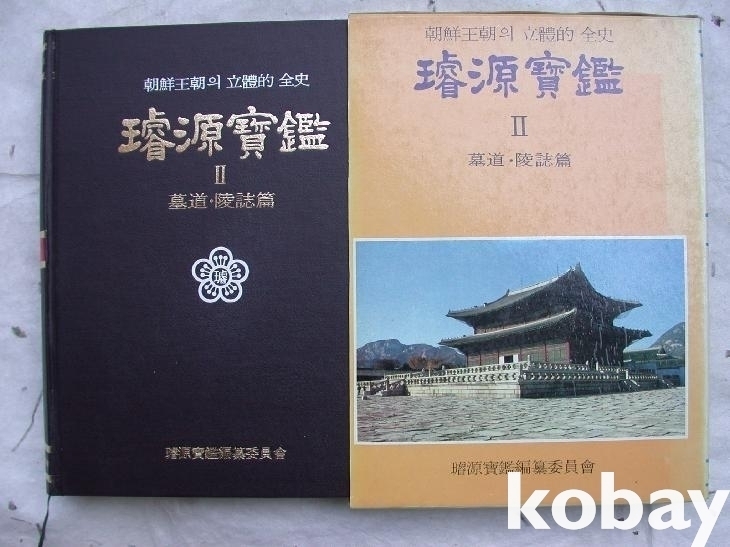 朝鮮王朝의 立體的 全史
璿源寶鑑
Ⅱ
墓道·陵誌篇
璿
璿源寶鑑編纂委員會
朝鮮王朝의 立體的 全史
璿源寶鑑
Ⅱ
墓道·陵誌篇
璿源寶鑑編纂委員會
kobay